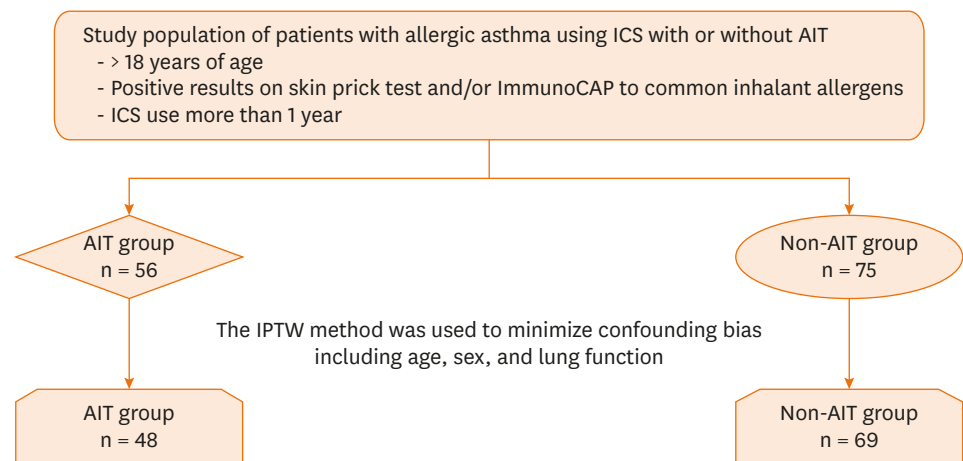 Study population of patients with allergic asthma using ICS with or without AIT
- > 18 years of age
- Positive results on skin prick test and/or ImmunoCAP to common inhalant allergens
- ICS use more than 1 year
AIT group
n = 56
Non-AIT group
n = 75
The IPTW method was used to minimize confounding bias
including age, sex, and lung function
AIT group
n = 48
Non-AIT group
n = 69